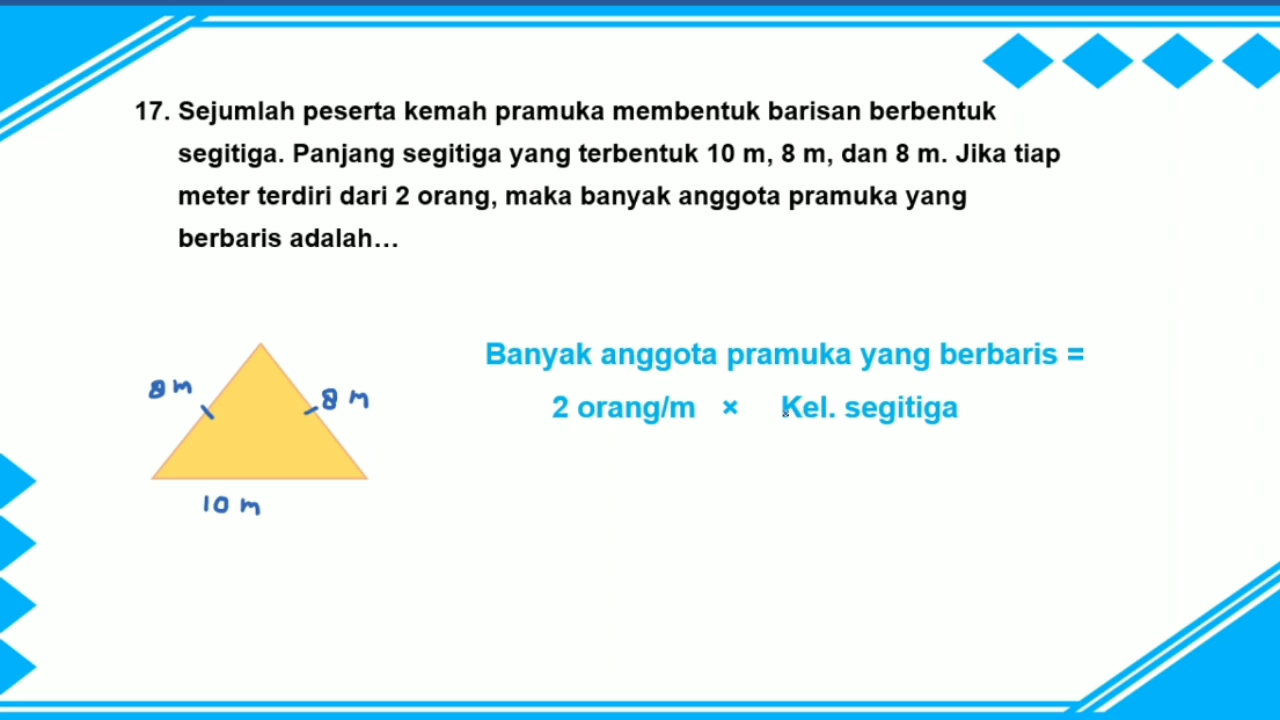 17. Sejumlah peserta kemah pramuka membentuk barisan berbentuk
segitiga. Panjang segitiga yang terbentuk 10 m, 8 m, dan 8 m. Jika tiap
meter terdiri dari 2 orang, maka banyak anggota pramuka yang
berbaris adalah...
Banyak anggota pramuka yang berbaris =
2 orang/m × Kel. segitiga
8 m
8 m
10 m